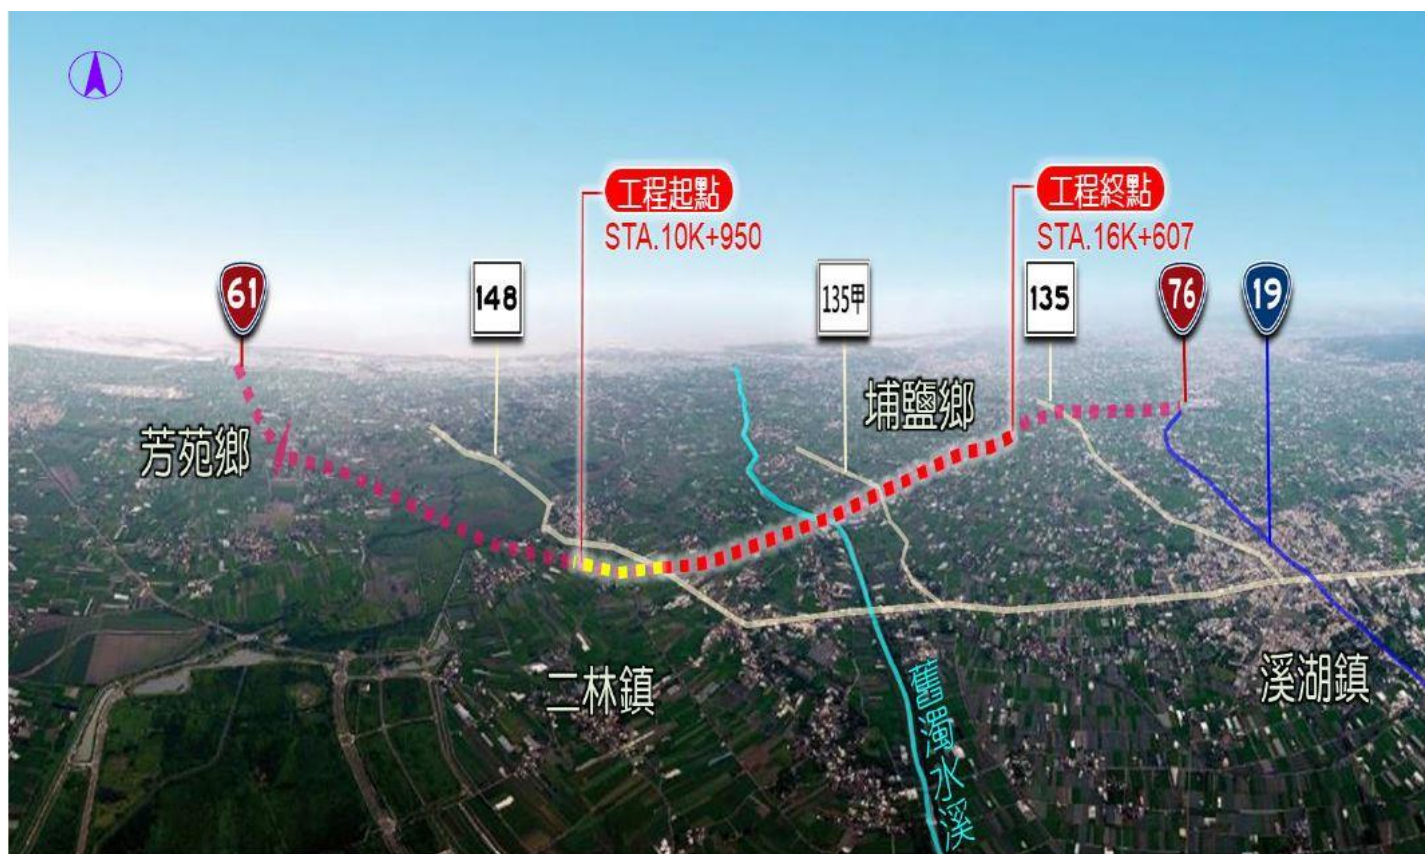 工程起點
STA.10K+950
工程終點
STA.16K+607
61
148
135甲
135
76
19
埔鹽鄉
芳苑鄉
二林鎮
溪湖鎮
舊濁水溪